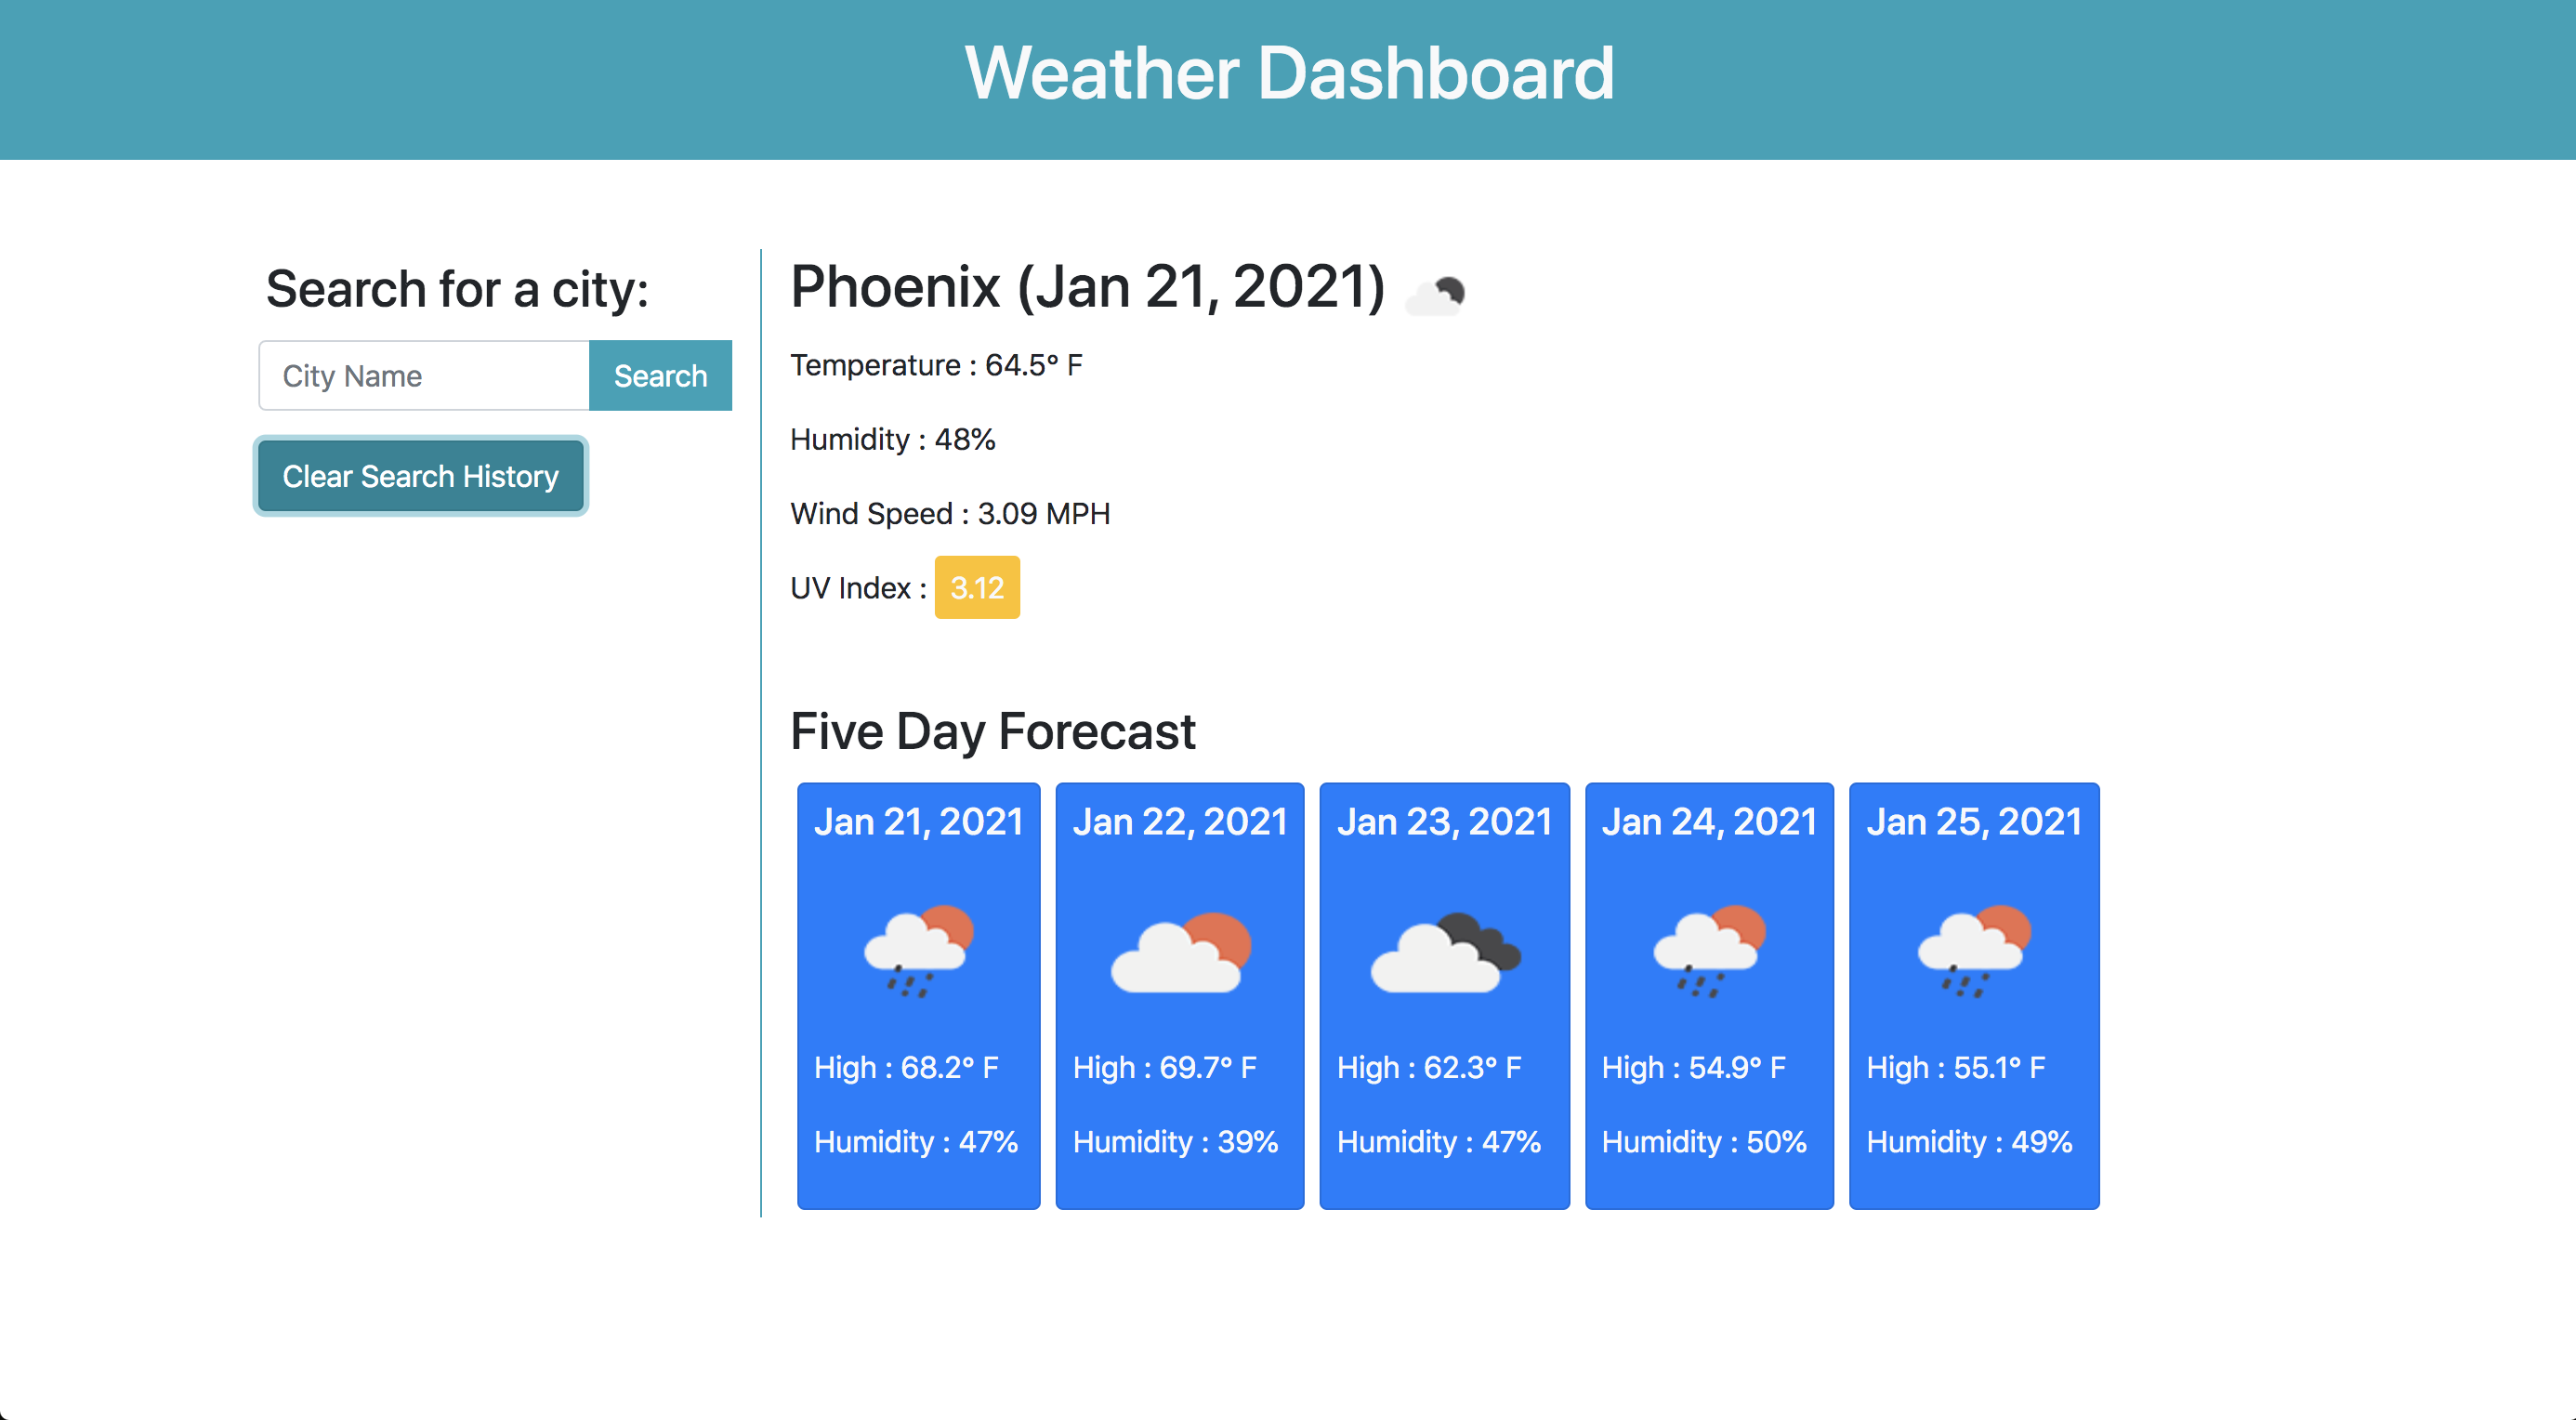 Weather Dashboard
Search for a city:
City Name
Search
Clear Search History
Phoenix (Jan 21, 2021)
Temperature : 64.5° F
Humidity : 48%
Wind Speed : 3.09 MPH
UV Index : 3.12
Five Day Forecast
Jan 21, 2021
High : 68.2° F
Humidity : 47%
Jan 22, 2021
High : 69.7° F
Humidity : 39%
Jan 23, 2021
High : 62.3° F
Humidity : 47%
Jan 24, 2021
High : 54.9° F
Humidity : 50%
Jan 25, 2021
High : 55.1° F
Humidity : 49%